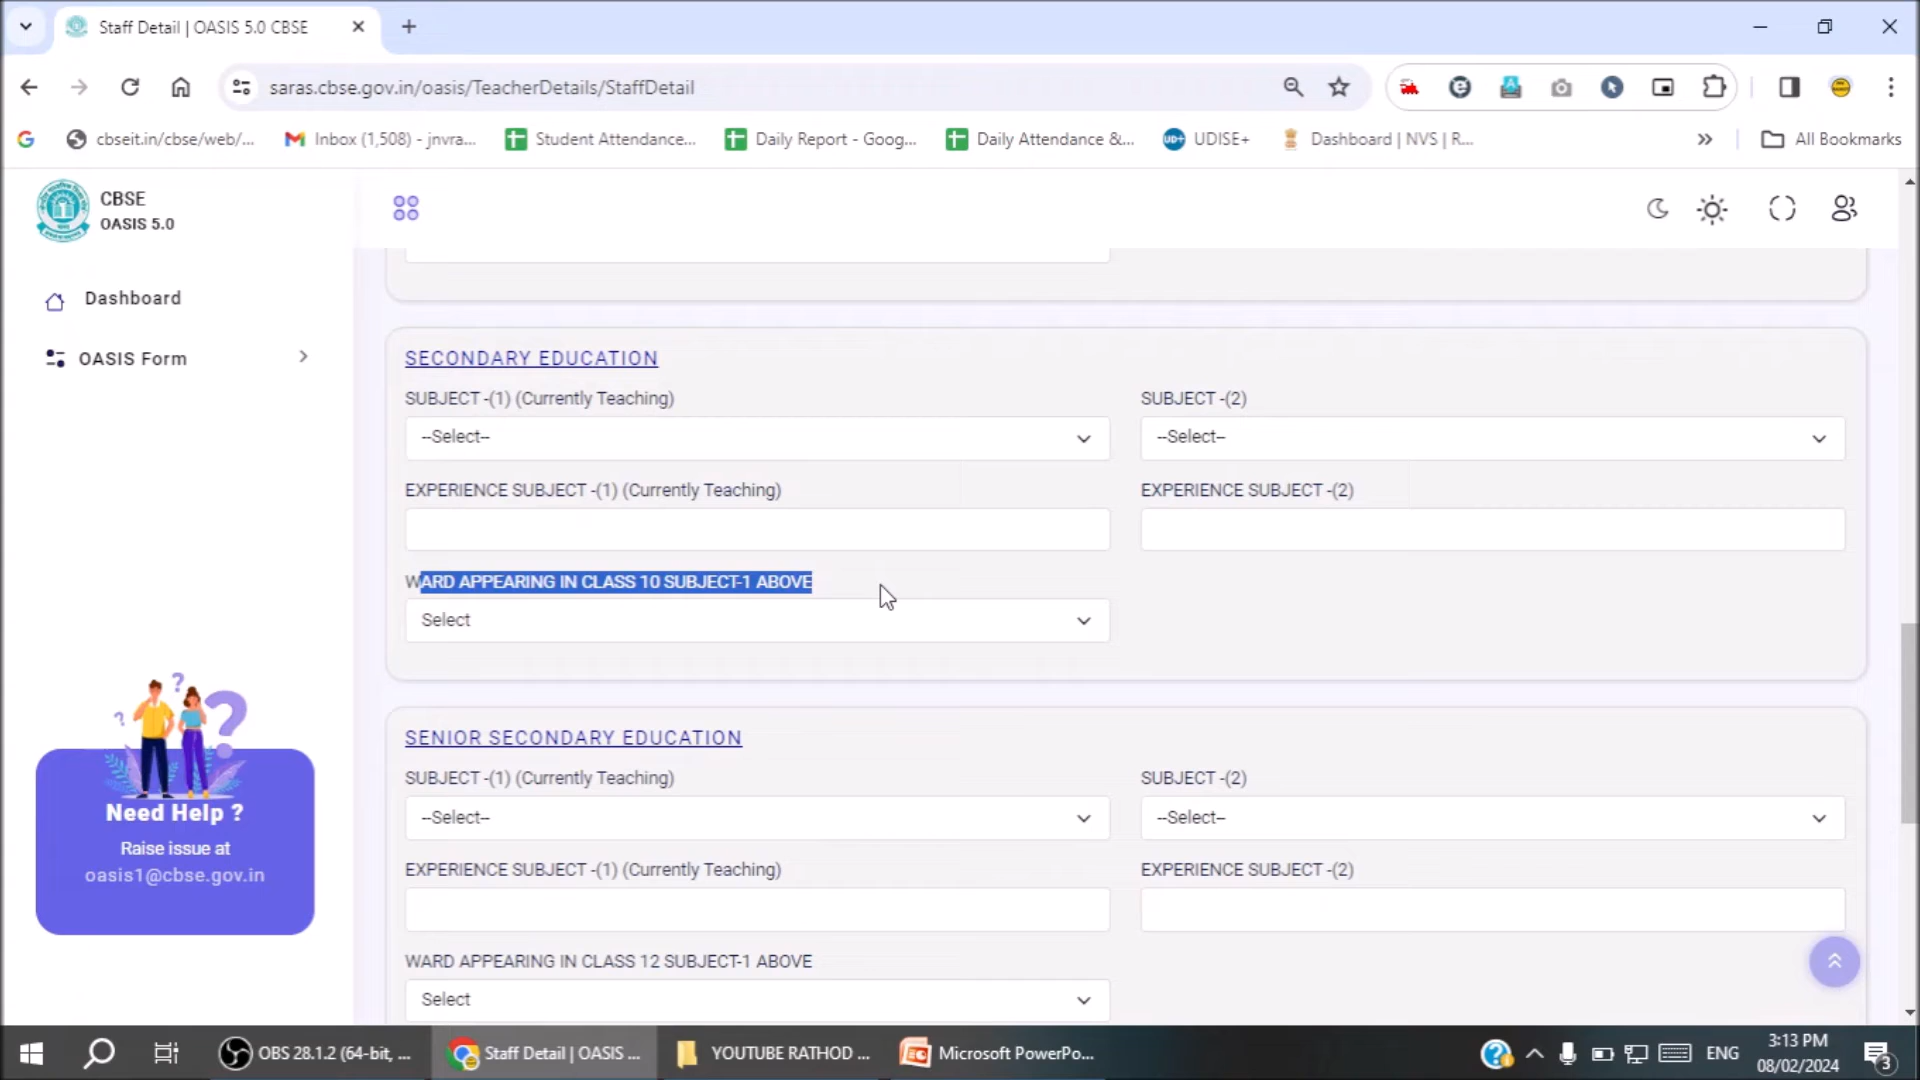 Staff Detail | OASIS 5.0 CBSE
saras.cbse.gov.in/oasis/TeacherDetails/StaffDetail
cbseit.in/cbse/web/...
Inbox (1,508) - jnvra...
Student Attendance...
Daily Report - Goog...
Daily Attendance &...
UD+
UDISE+
Dashboard | NVS | R...
»
All Bookmarks
CBSE
OASIS 5.0
Dashboard
OASIS Form
SECONDARY EDUCATION
SUBJECT -(1) (Currently Teaching)
SUBJECT -(2)
--Select--
--Select--
EXPERIENCE SUBJECT -(1) (Currently Teaching)
EXPERIENCE SUBJECT -(2)
WARD APPEARING IN CLASS 10 SUBJECT-1 ABOVE
Select
SENIOR SECONDARY EDUCATION
SUBJECT -(1) (Currently Teaching)
SUBJECT -(2)
--Select--
--Select--
EXPERIENCE SUBJECT -(1) (Currently Teaching)
EXPERIENCE SUBJECT -(2)
WARD APPEARING IN CLASS 12 SUBJECT-1 ABOVE
Select
Need Help ?
Raise issue at
oasis1@cbse.gov.in
OBS 28.1.2 (64-bit, ...
Staff Detail | OASIS ...
YOUTUBE RATHOD ...
Microsoft PowerPo...
ENG
3:13 PM
08/02/2024
3